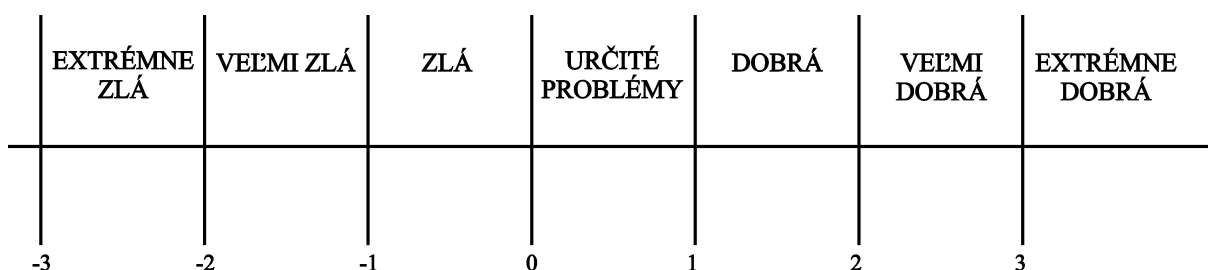 EXTRÉMNE ZLÁ
VEĽMI ZLÁ
ZLÁ
URČITÉ PROBLÉMY
DOBRÁ
VEĽMI DOBRÁ
EXTRÉMNE DOBRÁ
-3 -2 -1 0 1 2 3